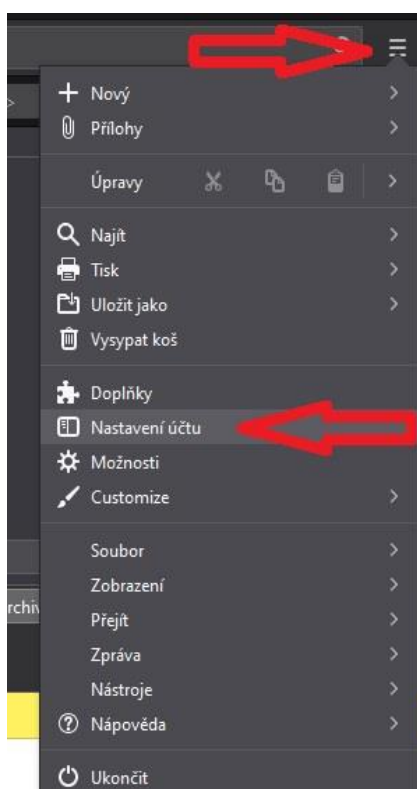 Nový
Přílohy
Úpravy
Najít
Tisk
Uložit jako
Vysypat koš
Doplňky
Nastavení účtu
Možnosti
Customize
Soubor
Zobrazení
rchiv
Přejít
Zpráva
Nástroje
Nápověda
Ukončit